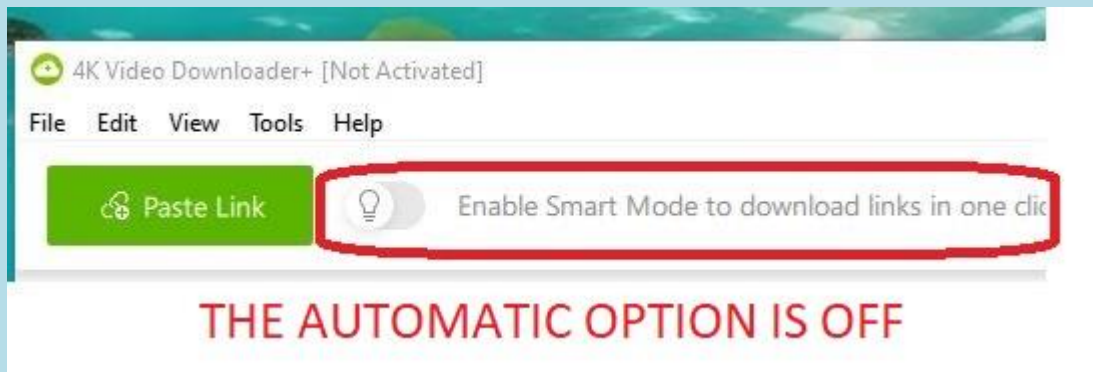 4K Video Downloader+ [Not Activated]
File Edit View Tools Help
Paste Link
Enable Smart Mode to download links in one clic
THE AUTOMATIC OPTION IS OFF